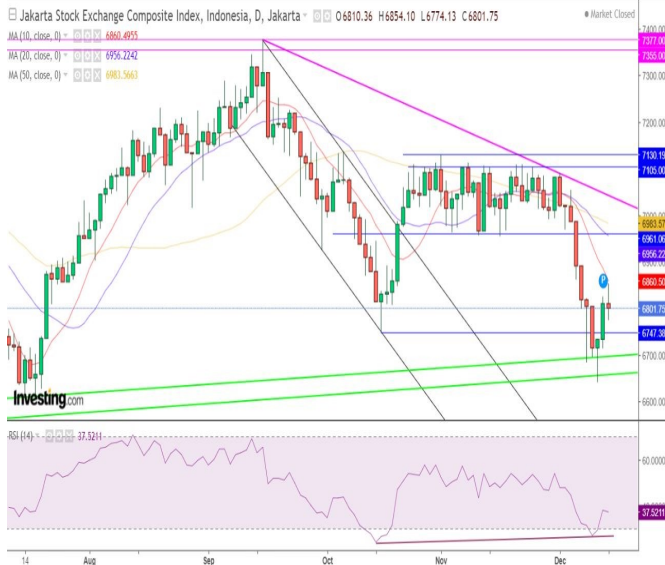 Jakarta Stock Exchange Composite Index, Indonesia, D, Jakarta O6810.36 H6854.10 L6774.13 C6801.75 Market Closed
MA (10, close, 0) 6860.4955
MA (20, close, 0) 6956.2242
MA (50, close, 0) 6983.5663
7400.00
7377.00
7355.00
7300.00
7200.00
7130.19
7105.00
7000.00
6983.57
6961.06
6956.22
6900.00
6860.50
P
6801.75
6747.38
6700.00
6600.00
Investing.com
RSI (14) 37.5211
60.0000
37.5211
14 Aug Sep Oct Nov Dec